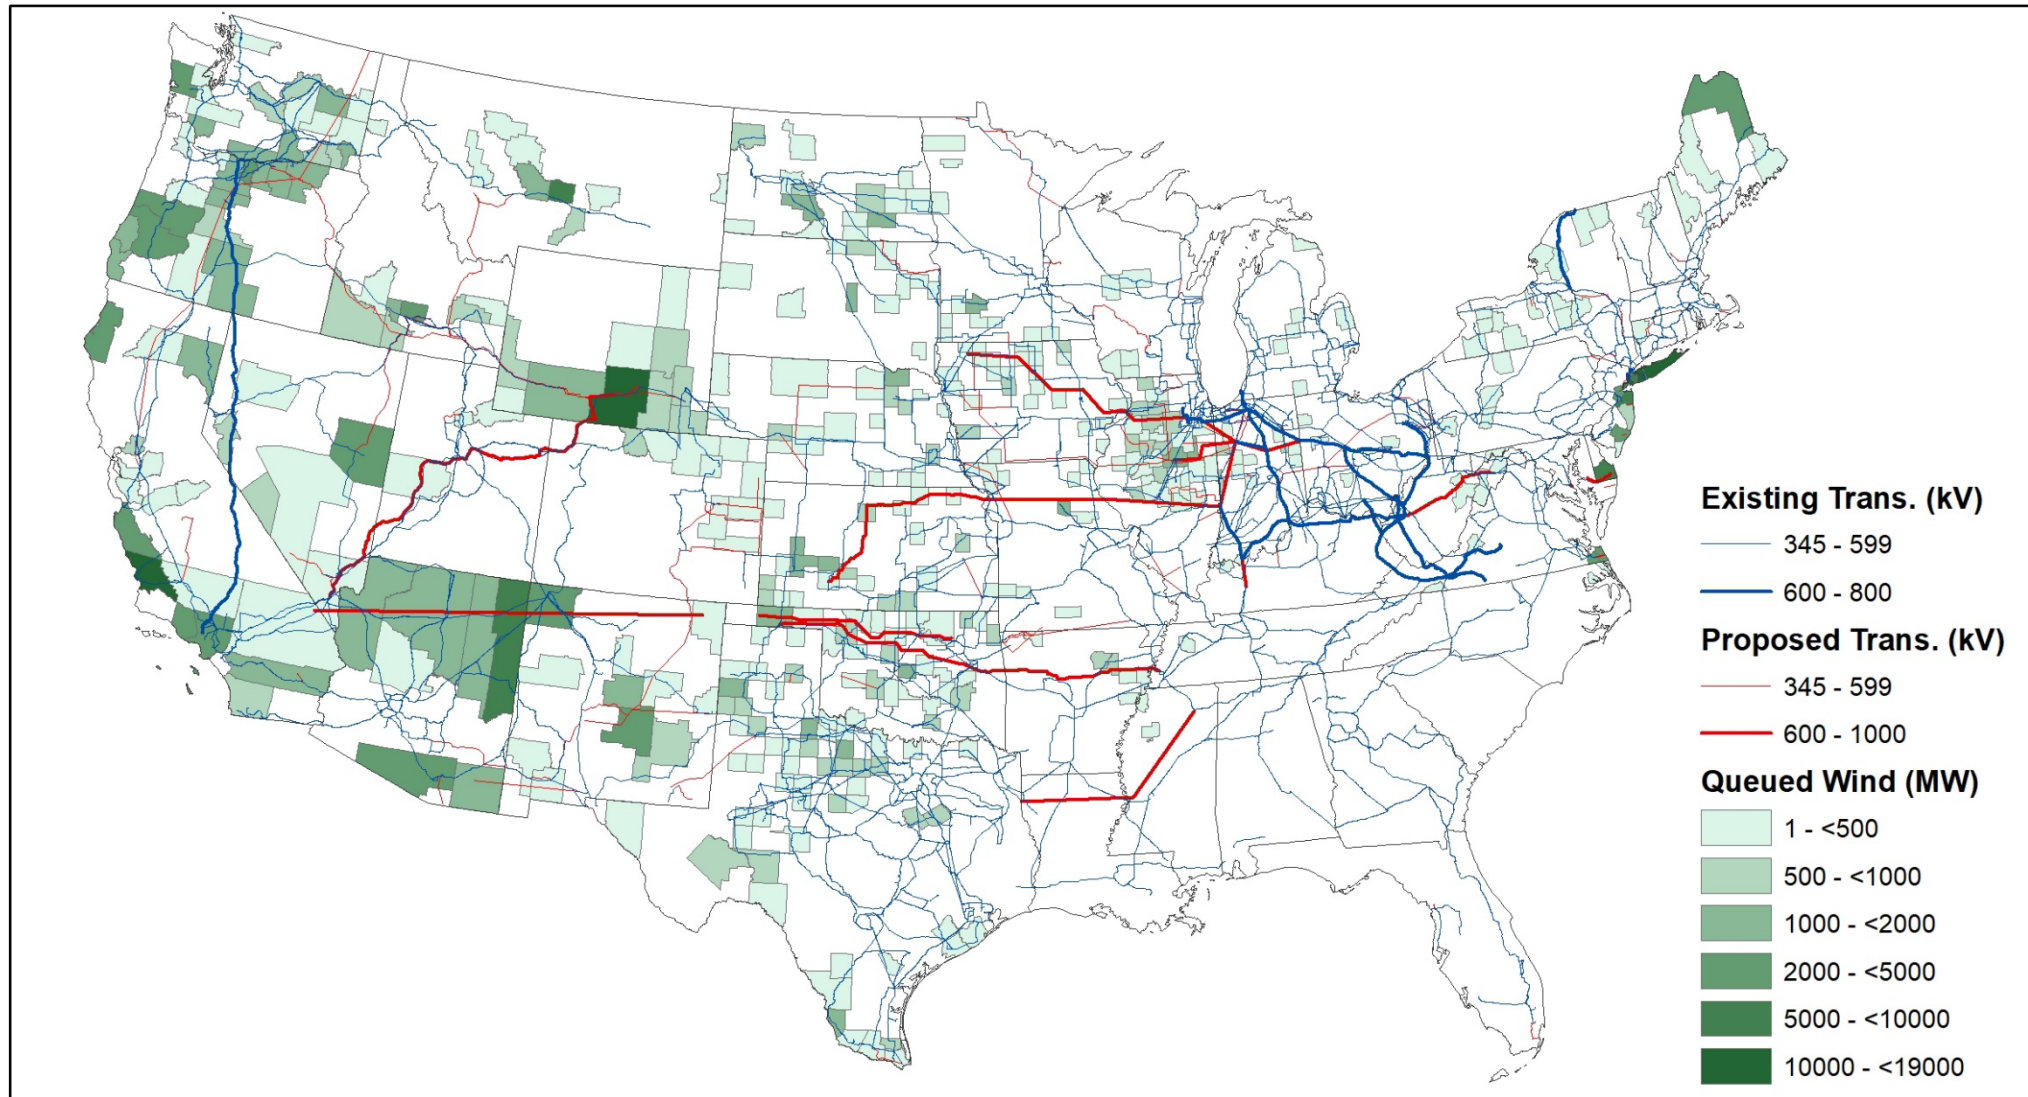 Existing Trans. (kV)
345 - 599
600 - 800
Proposed Trans. (kV)
345 - 599
600 - 1000
Queued Wind (MW)
1 - <500
500 - <1000
1000 - <2000
2000 - <5000
5000 - <10000
10000 - <19000